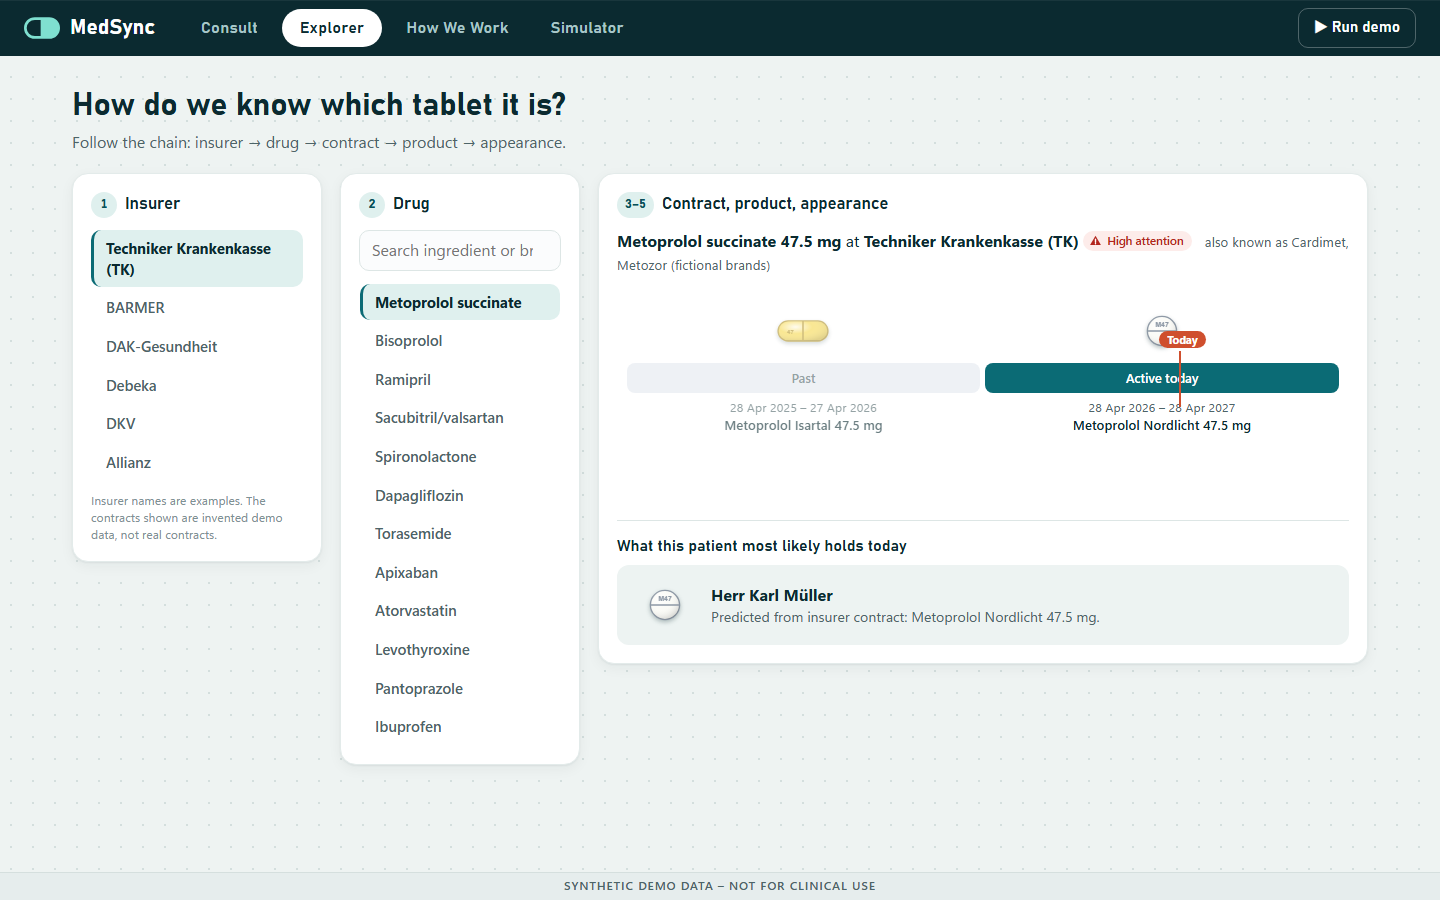 MedSync
Consult
Explorer
How We Work
Simulator
▶ Run demo
How do we know which tablet it is?
Follow the chain: insurer → drug → contract → product → appearance.
1 Insurer
Techniker Krankenkasse
(TK)
BARMER
DAK-Gesundheit
Debeka
DKV
Allianz
Insurer names are examples. The
contracts shown are invented demo
data, not real contracts.
2 Drug
Search ingredient or br
Metoprolol succinate
Bisoprolol
Ramipril
Sacubitril/valsartan
Spironolactone
Dapagliflozin
Torasemide
Apixaban
Atorvastatin
Levothyroxine
Pantoprazole
Ibuprofen
3–5 Contract, product, appearance
Metoprolol succinate 47.5 mg at Techniker Krankenkasse (TK) High attention also known as Cardimet,
Metozor (fictional brands)
47
M47
Today
Past
Active today
28 Apr 2025 – 27 Apr 2026
28 Apr 2026 – 28 Apr 2027
Metoprolol Isartal 47.5 mg
Metoprolol Nordlicht 47.5 mg
What this patient most likely holds today
M47
Herr Karl Müller
Predicted from insurer contract: Metoprolol Nordlicht 47.5 mg.
SYNTHETIC DEMO DATA – NOT FOR CLINICAL USE